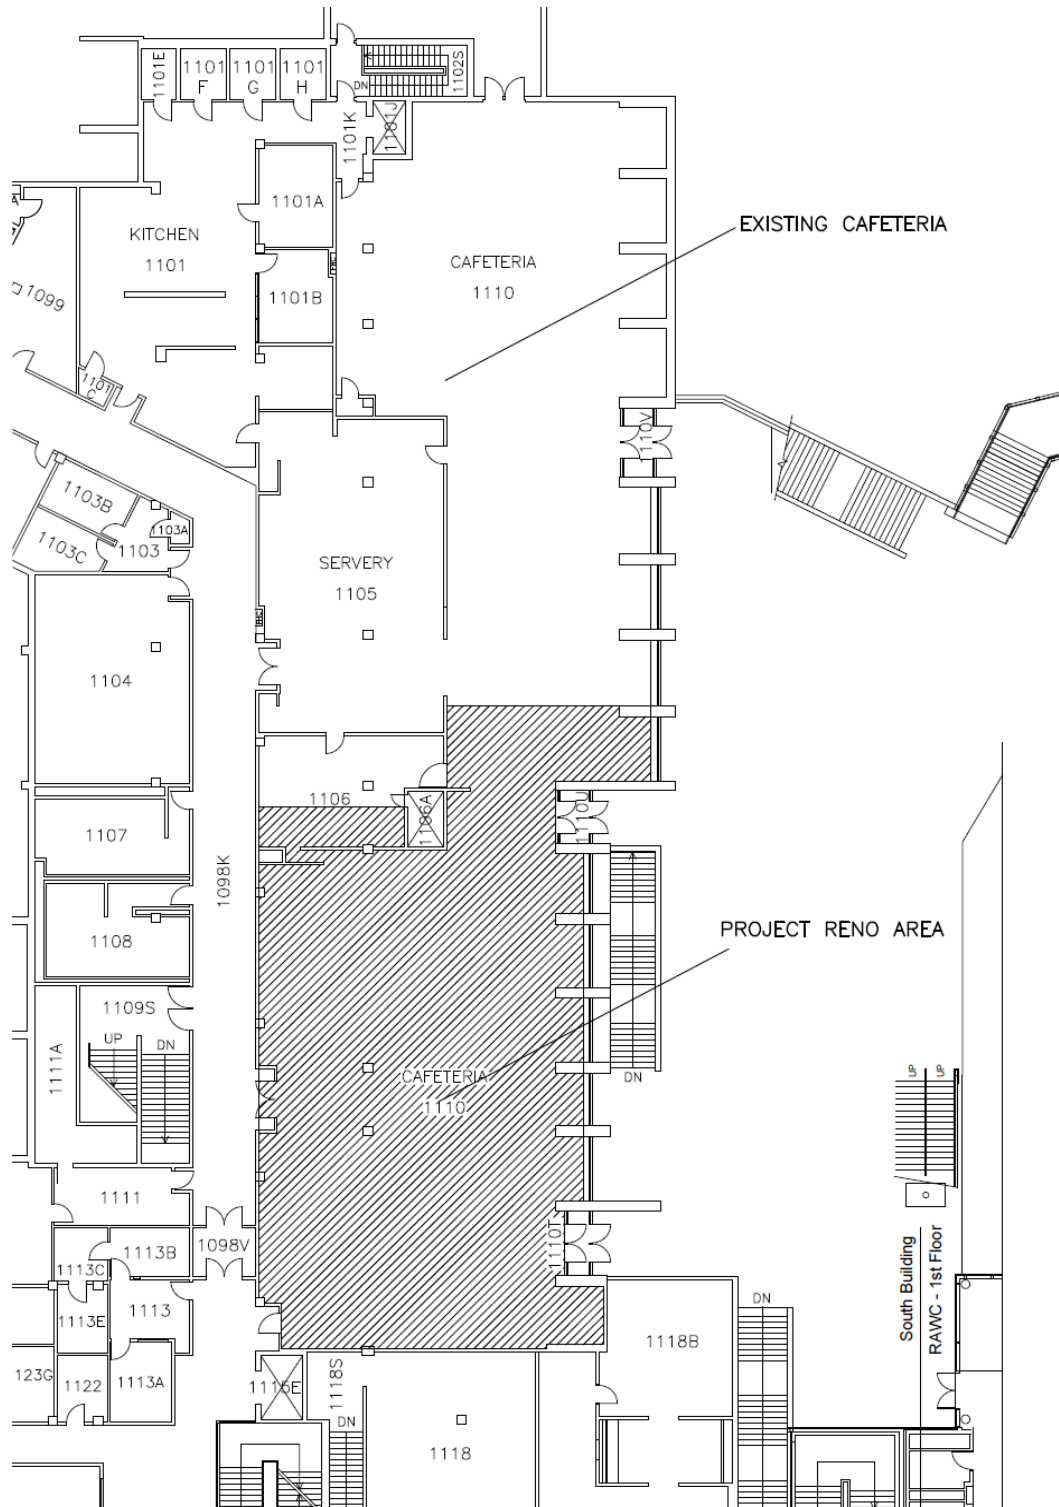 1101E
1101
F
1101
G
1101
H
1102S
DN
1101K
1101J
1101A
EXISTING CAFETERIA
KITCHEN
1101
CAFETERIA
1110
1101B
1099
1101
C
1110V
1103B
1103A
1103
1103C
SERVERY
1105
1104
1106
1106A
1110U
1107
1098K
1108
PROJECT RENO AREA
1109S
UP
DN
1111A
CAFETERIA
1110
DN
UP
UP
1111
1098V
1110T
1113B
1113C
1113
1113E
South Building
RAWC - 1st Floor
DN
1118B
123G
1122
1113A
1115E
1118S
DN
1118